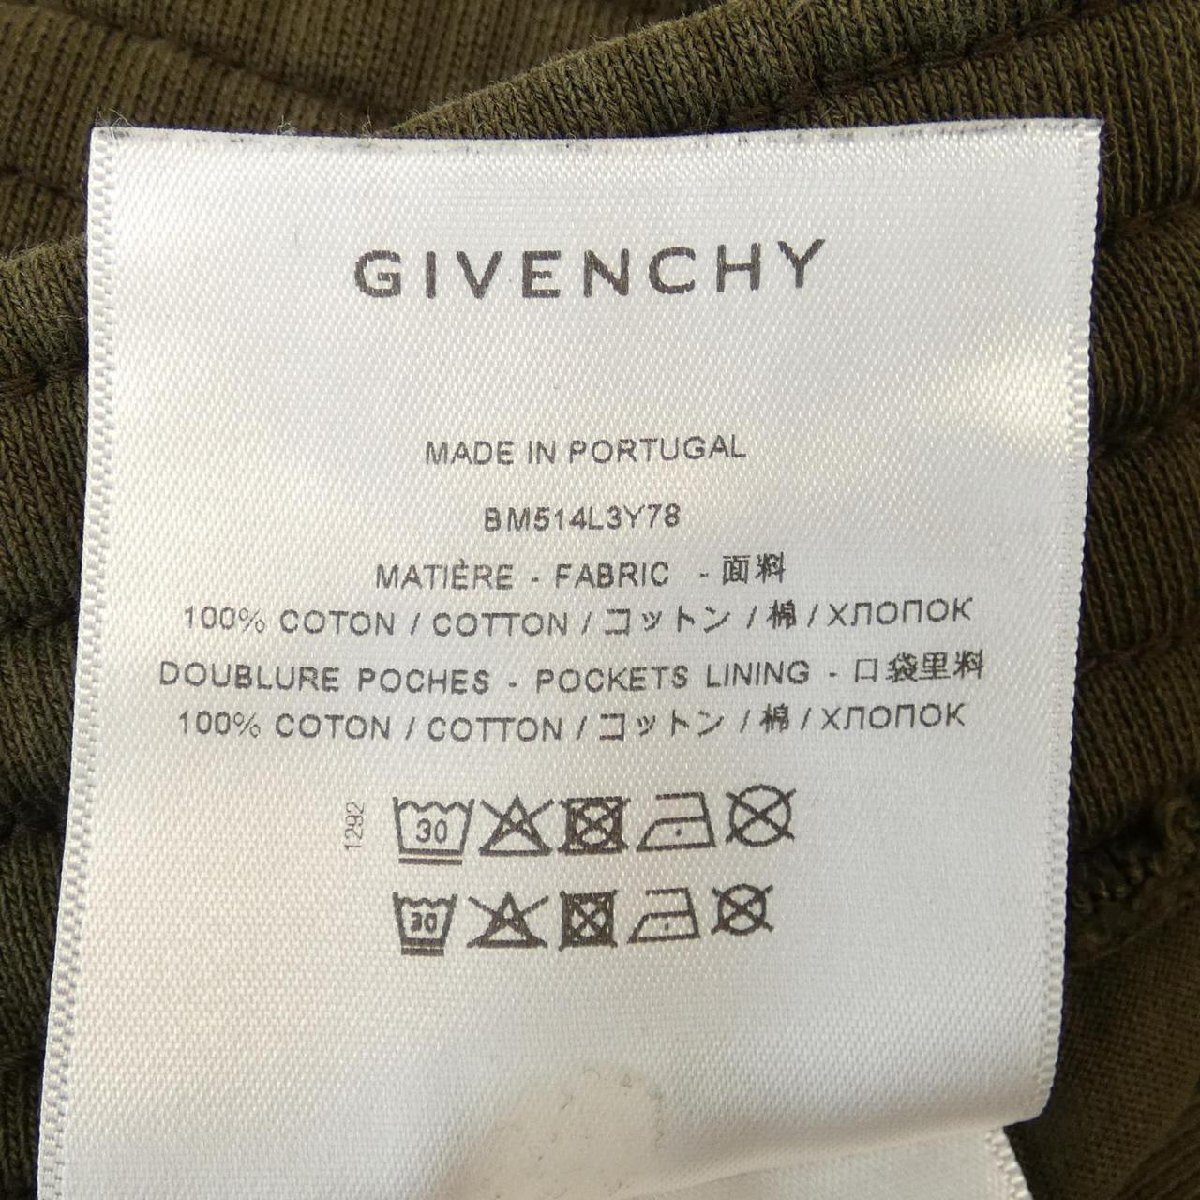 GIVENCHY
MADE IN PORTUGAL
BM514L3Y78
MATIÈRE - FABRIC - 面料
100% COTON / COTTON / コットン / 棉 / ХЛОПОК
DOUBLURE POCHES - POCKETS LINING - 口袋里料
100% COTON / COTTON / コットン / 棉 / ХЛОПОК
1292
30
30